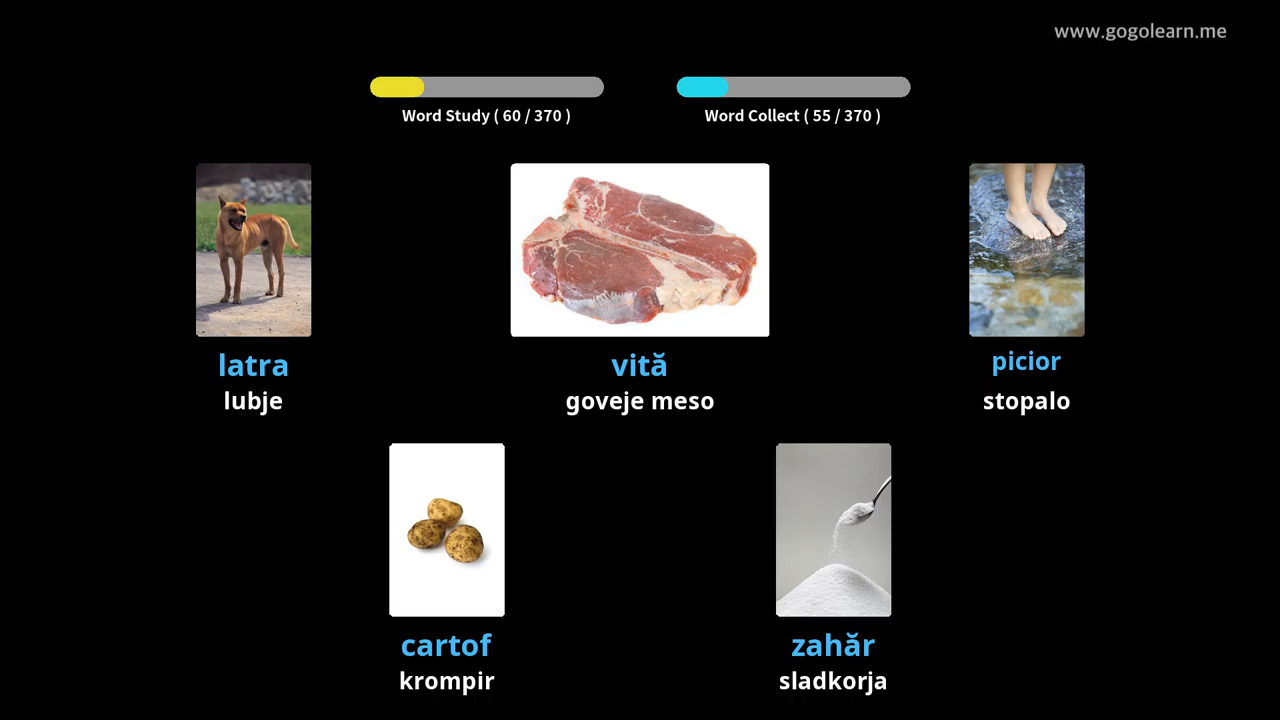 www.gogolearn.me
Word Study ( 60 / 370 )
Word Collect ( 55 / 370 )
latra
lubje
vită
goveje meso
picior
stopalo
cartof
krompir
zahăr
sladkorja